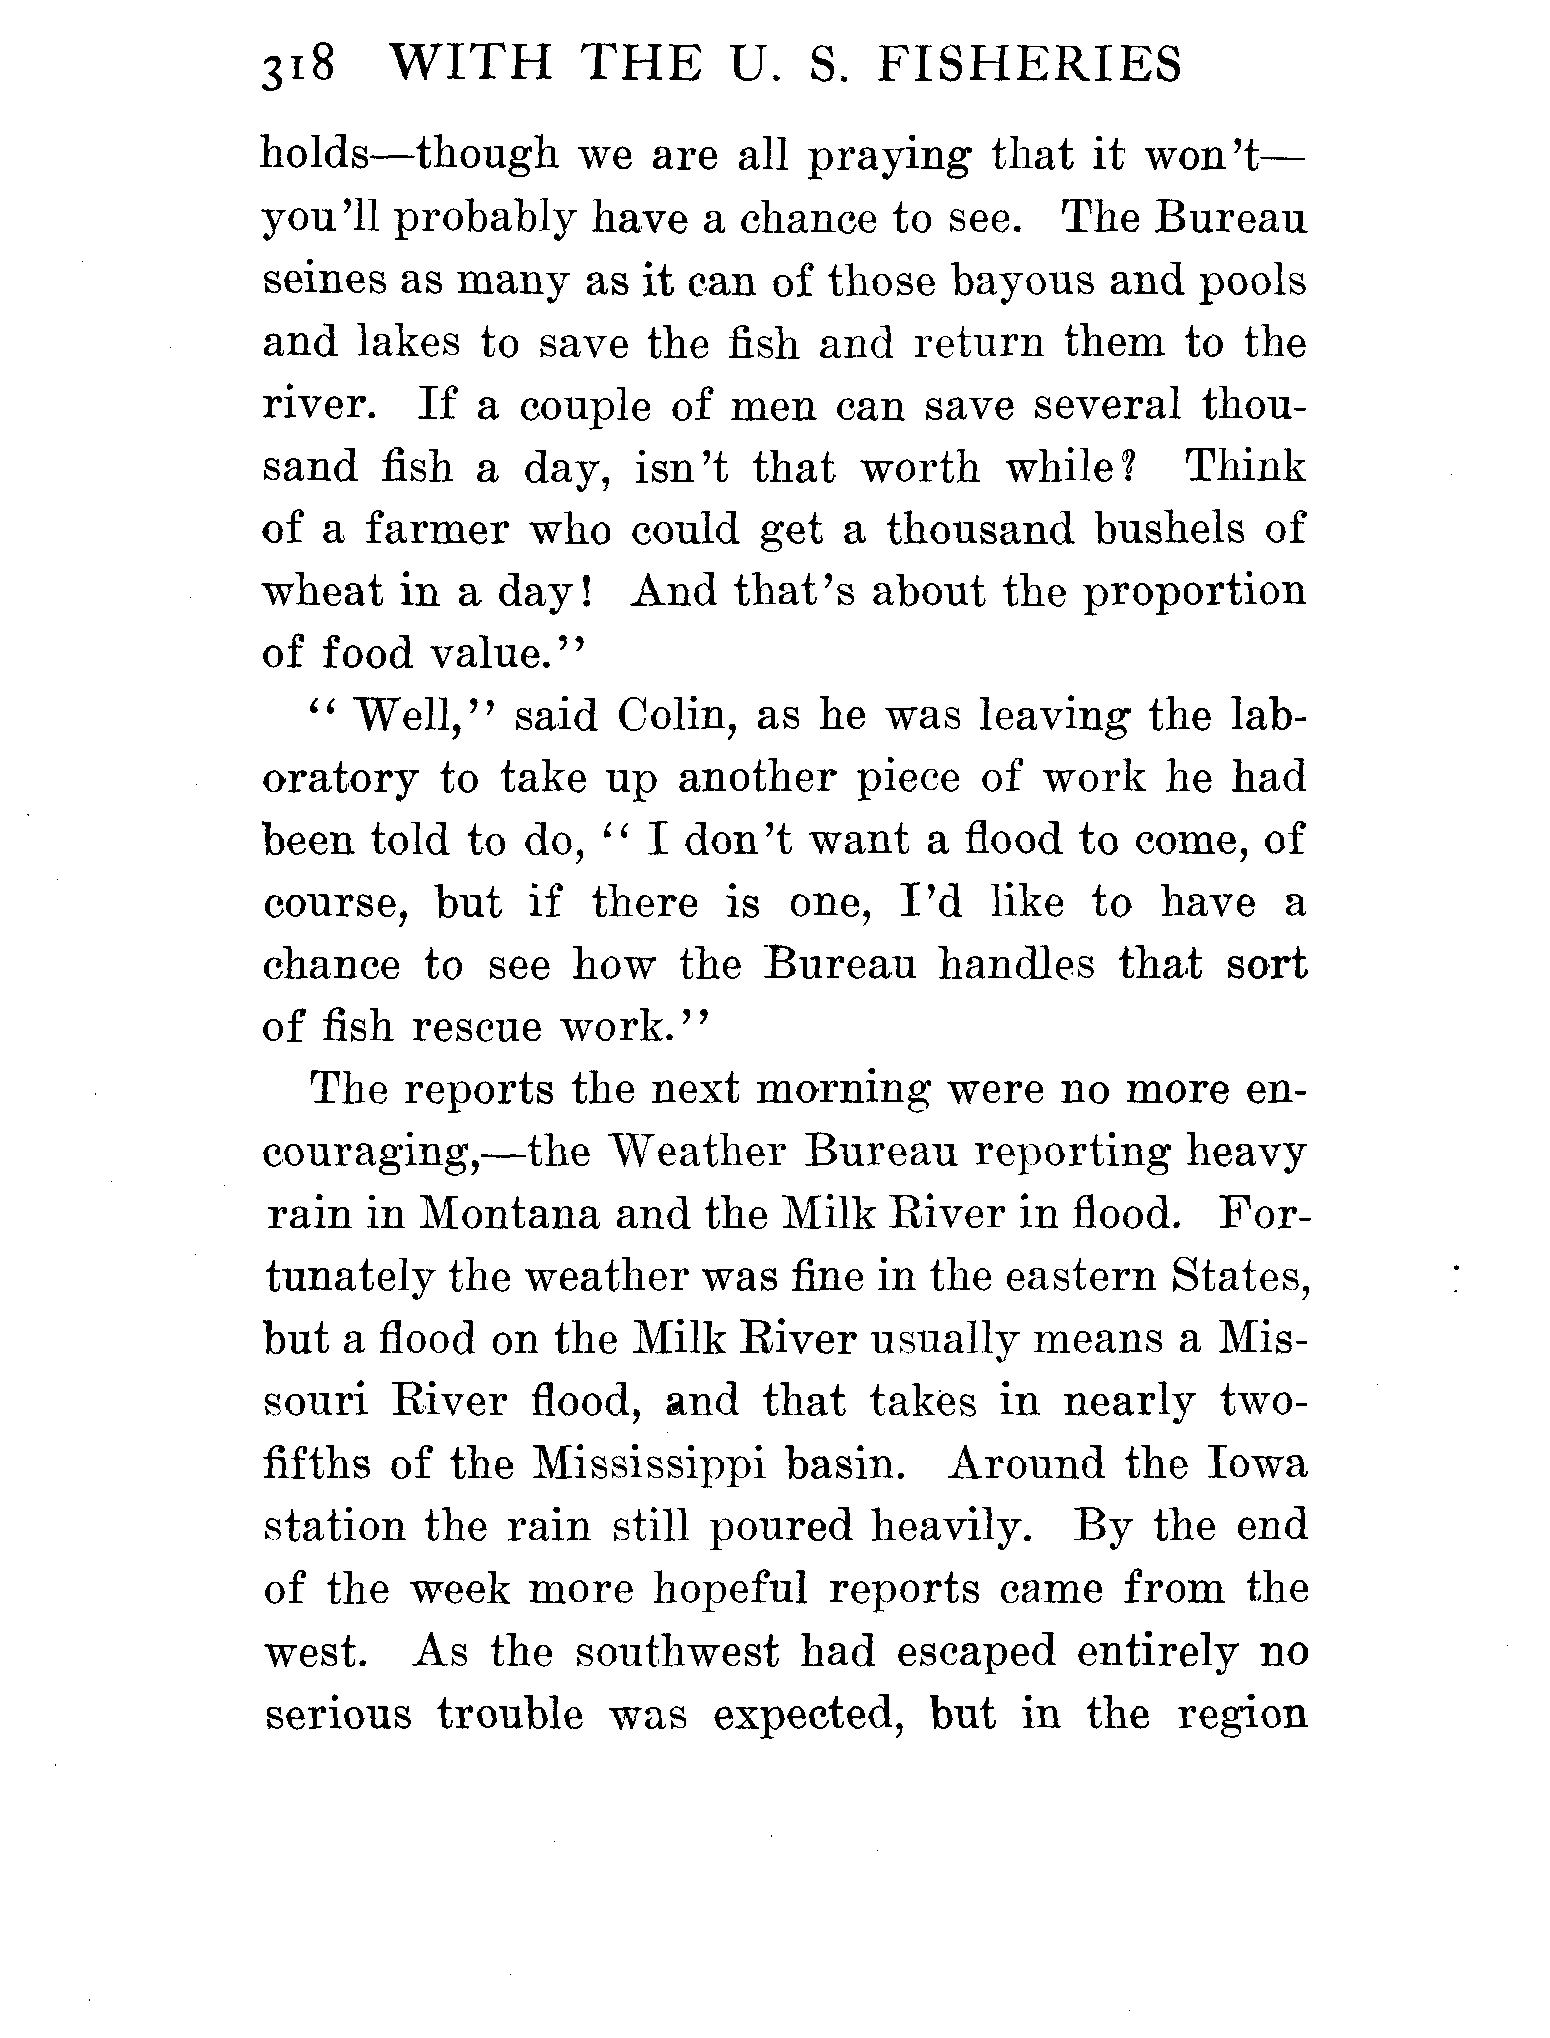 318 WITH THE U. S. FISHERIES
holds—though we are all praying that it won't—
you'll probably have a chance to see. The Bureau
seines as many as it can of those bayous and pools
and lakes to save the fish and return them to the
river. If a couple of men can save several thou-
sand fish a day, isn't that worth while? Think
of a farmer who could get a thousand bushels of
wheat in a day! And that's about the proportion
of food value.''
'' Well,'' said Colin, as he was leaving the lab-
oratory to take up another piece of work he had
been told to do, '' I don't want a flood to come, of
course, but if there is one, I'd like to have a
chance to see how the Bureau handles that sort
of fish rescue work.''
The reports the next morning were no more en-
couraging,—the Weather Bureau reporting heavy
rain in Montana and the Milk River in flood. For-
tunately the weather was fine in the eastern States,
but a flood on the Milk River usually means a Mis-
souri River flood, and that takes in nearly two-
fifths of the Mississippi basin. Around the Iowa
station the rain still poured heavily. By the end
of the week more hopeful reports came from the
west. As the southwest had escaped entirely no
serious trouble was expected, but in the region